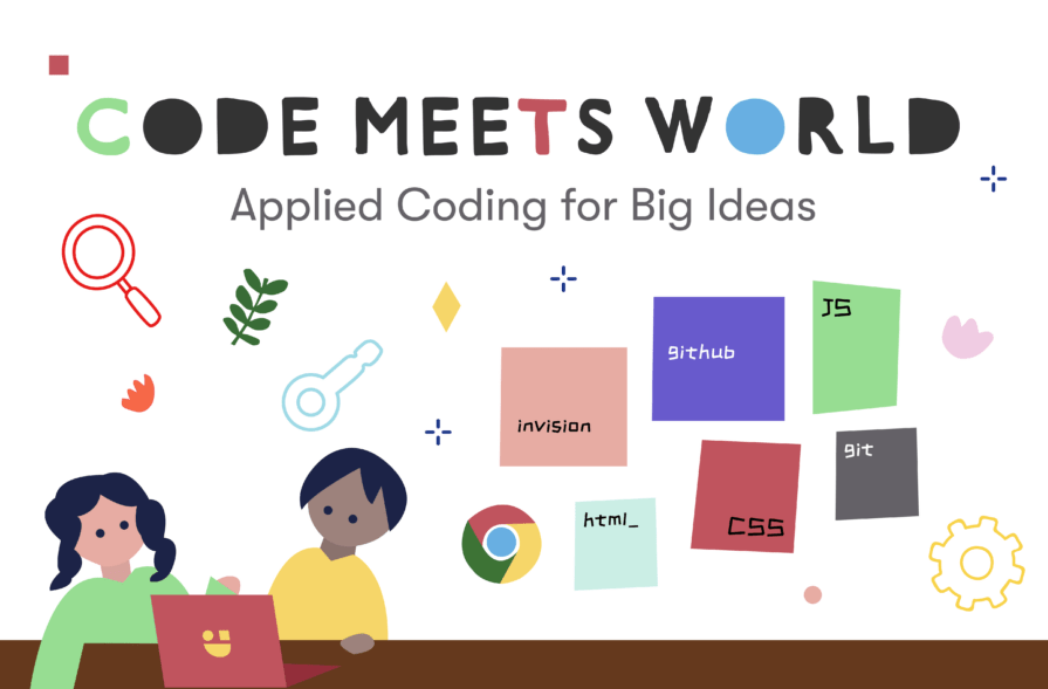 CODE MEETS WORLD
Applied Coding for Big Ideas
JS
github
invision
git
html_
CSS